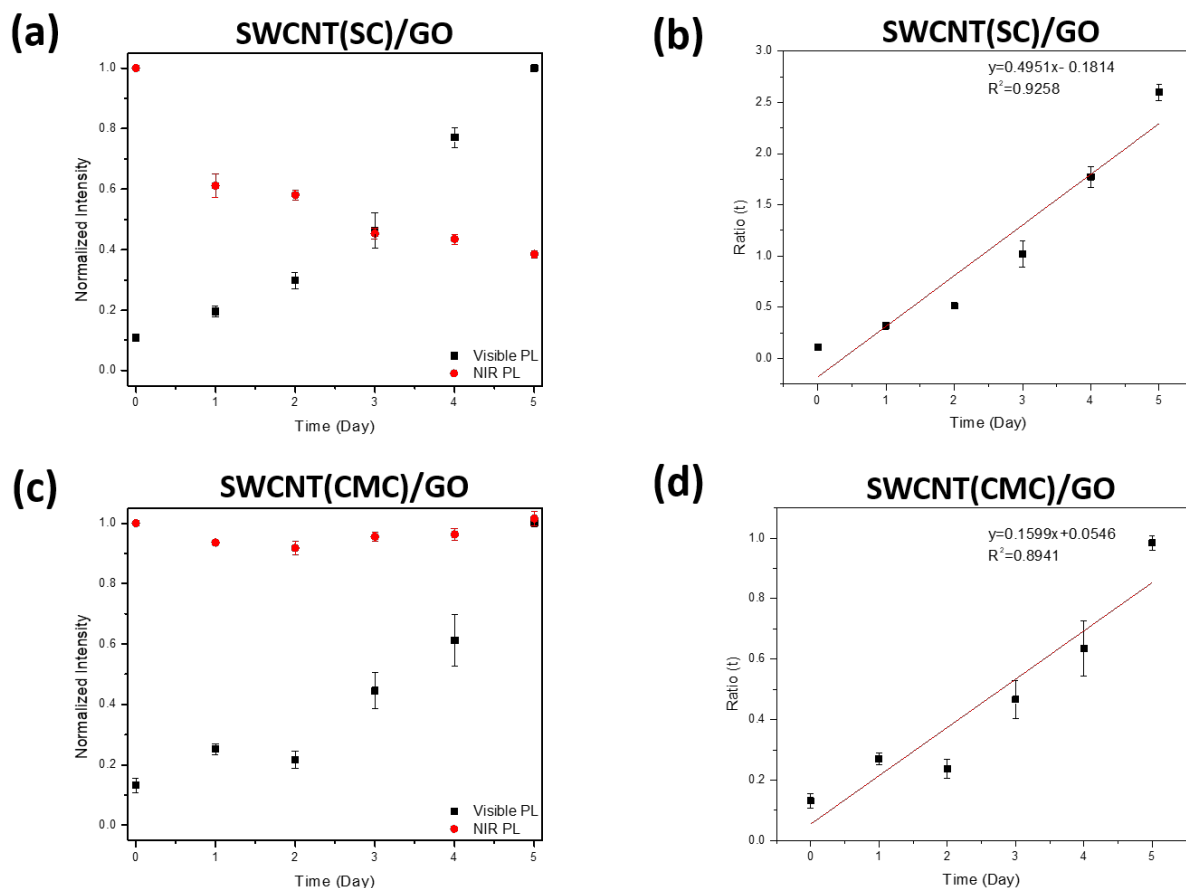 (a)
SWCNT(SC)/GO
1.0
0.8
0.6
0.4
0.2
0.0
Normalized Intensity
Visible PL
NIR PL
0 1 2 3 4 5
Time (Day)
(b)
SWCNT(SC)/GO
y=0.4951x- 0.1814
R²=0.9258
3.0
2.5
2.0
1.5
1.0
0.5
0.0
Ratio (t)
0 1 2 3 4 5
Time (Day)
(c)
SWCNT(CMC)/GO
1.0
0.8
0.6
0.4
0.2
0.0
Normalized Intensity
Visible PL
NIR PL
0 1 2 3 4 5
Time (Day)
(d)
SWCNT(CMC)/GO
y=0.1599x+0.0546
R²=0.8941
1.0
0.8
0.6
0.4
0.2
0.0
Ratio (t)
0 1 2 3 4 5
Time (Day)